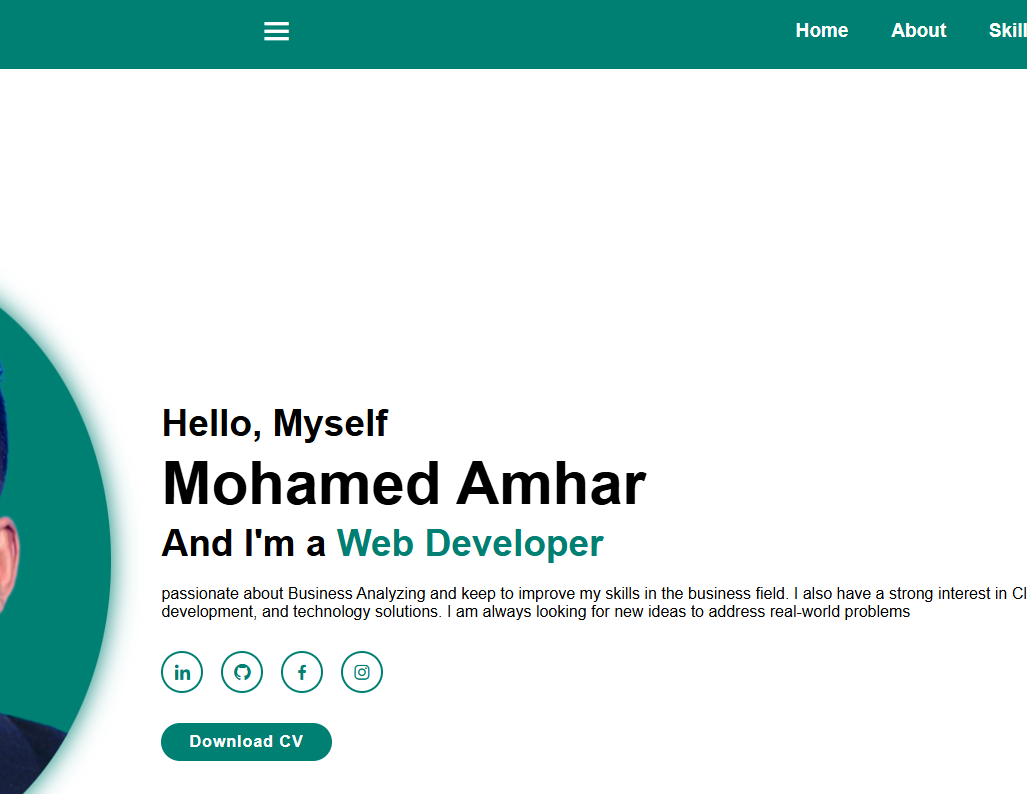 Home About
Hello, Myself
Mohamed Amhar
And I'm a Web Developer
passionate about Business Analyzing and keep to improve my skills in the business field. I also have a strong interest in
development, and technology solutions. I am always looking for new ideas to address real-world problems
in
Download CV